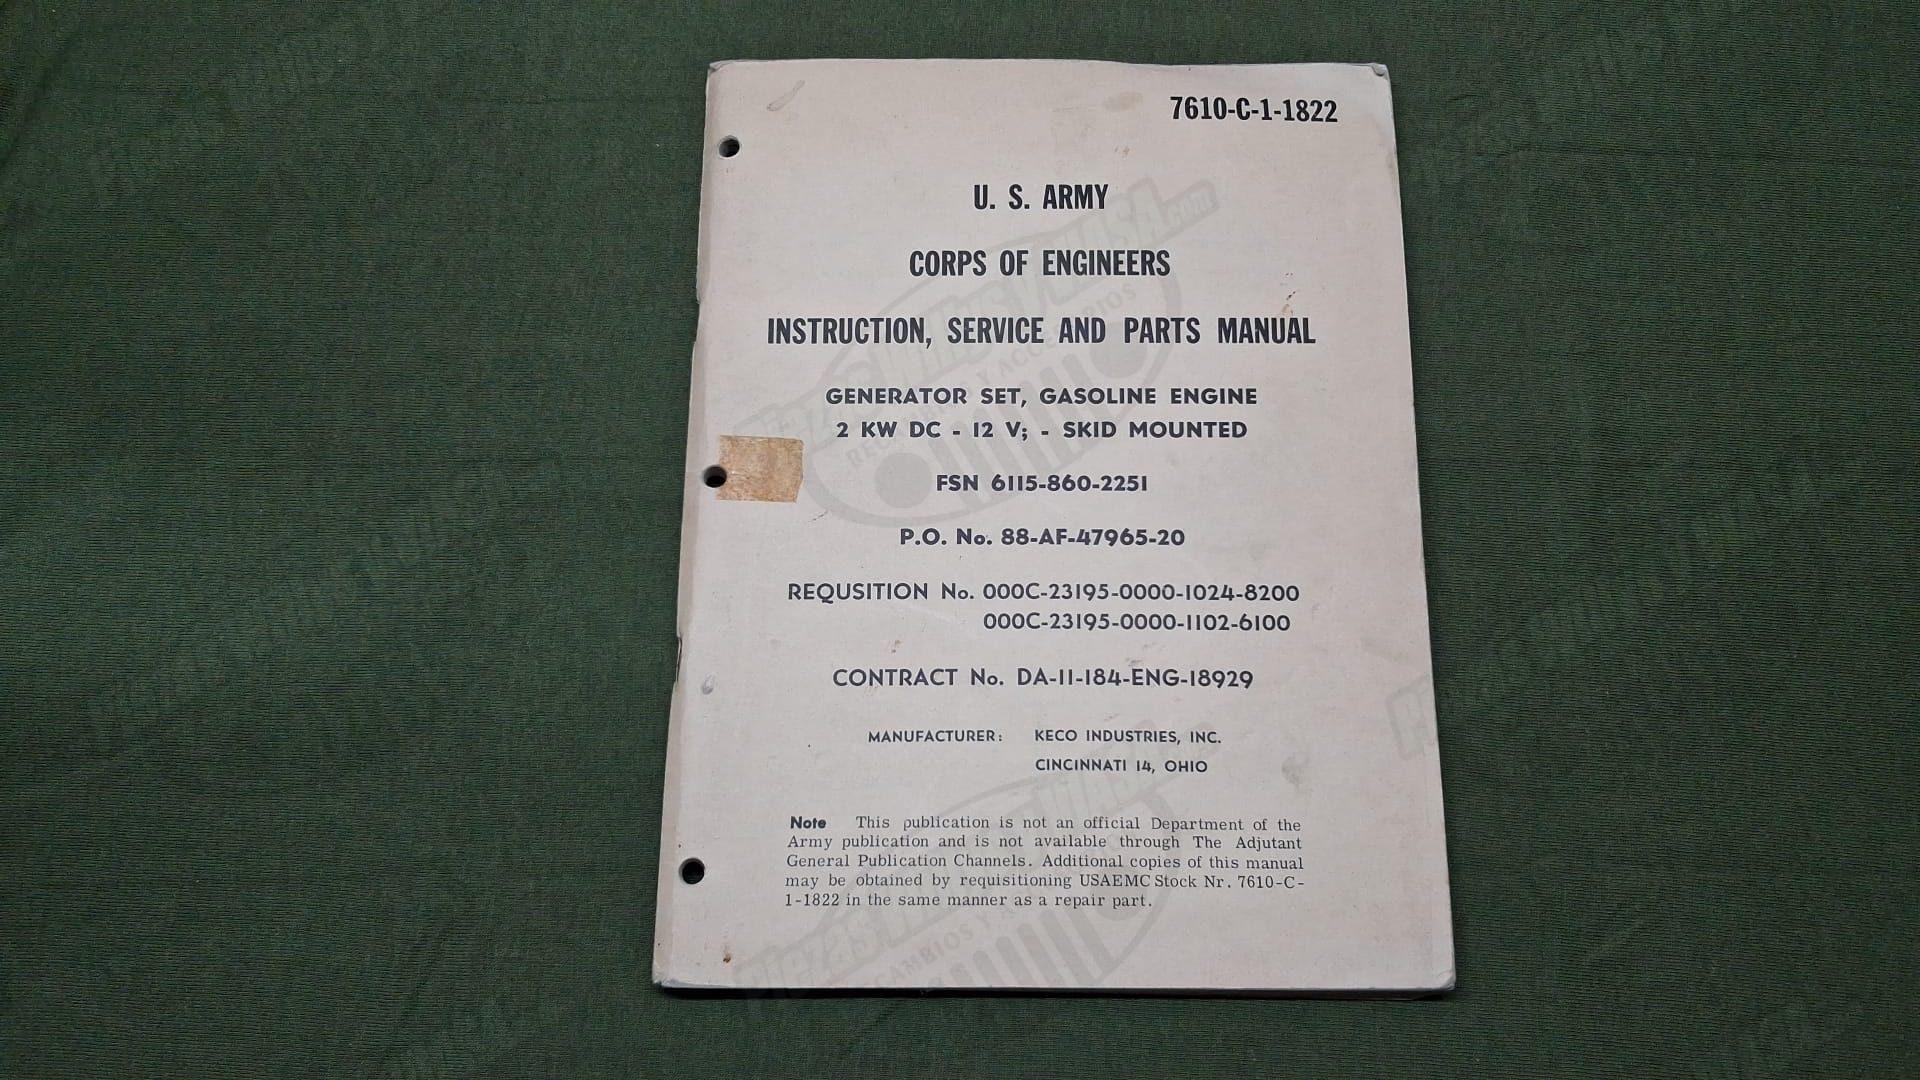 7610-C-1-1822
U. S. ARMY
CORPS OF ENGINEERS
INSTRUCTION, SERVICE AND PARTS MANUAL
GENERATOR SET, GASOLINE ENGINE
2 KW DC - 12 V; - SKID MOUNTED
FSN 6115-860-2251
P.O. No. 88-AF-47965-20
REQUSITION No. 000C-23195-0000-1024-8200
000C-23195-0000-1102-6100
CONTRACT No. DA-11-184-ENG-18929
MANUFACTURER: KECO INDUSTRIES, INC.
CINCINNATI 14, OHIO
Note This publication is not an official Department of the
Army publication and is not available through The Adjutant
General Publication Channels. Additional copies of this manual
may be obtained by requisitioning USAEMC Stock Nr. 7610-C-
1-1822 in the same manner as a repair part.
PiezasWillysVIASA.com
RECAMBIOS Y ACCESORIOS